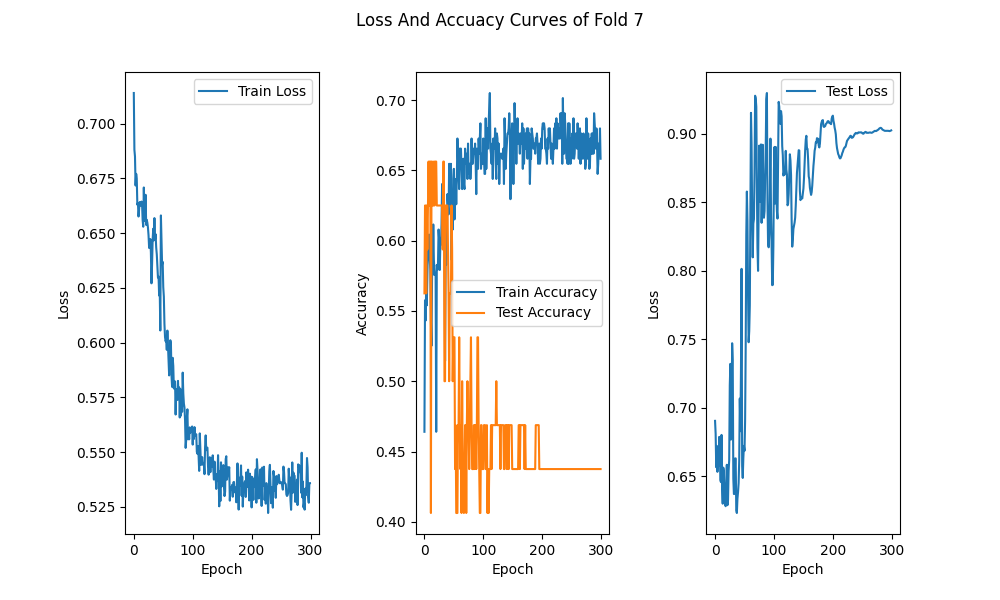 Loss And Accuacy Curves of Fold 7
Loss
0.700
0.675
0.650
0.625
0.600
0.575
0.550
0.525
0 100 200 300
Epoch
Train Loss
Accuracy
0.70
0.65
0.60
0.55
0.50
0.45
0.40
0 100 200 300
Epoch
Train Accuracy
Test Accuracy
Loss
0.90
0.85
0.80
0.75
0.70
0.65
0 100 200 300
Epoch
Test Loss